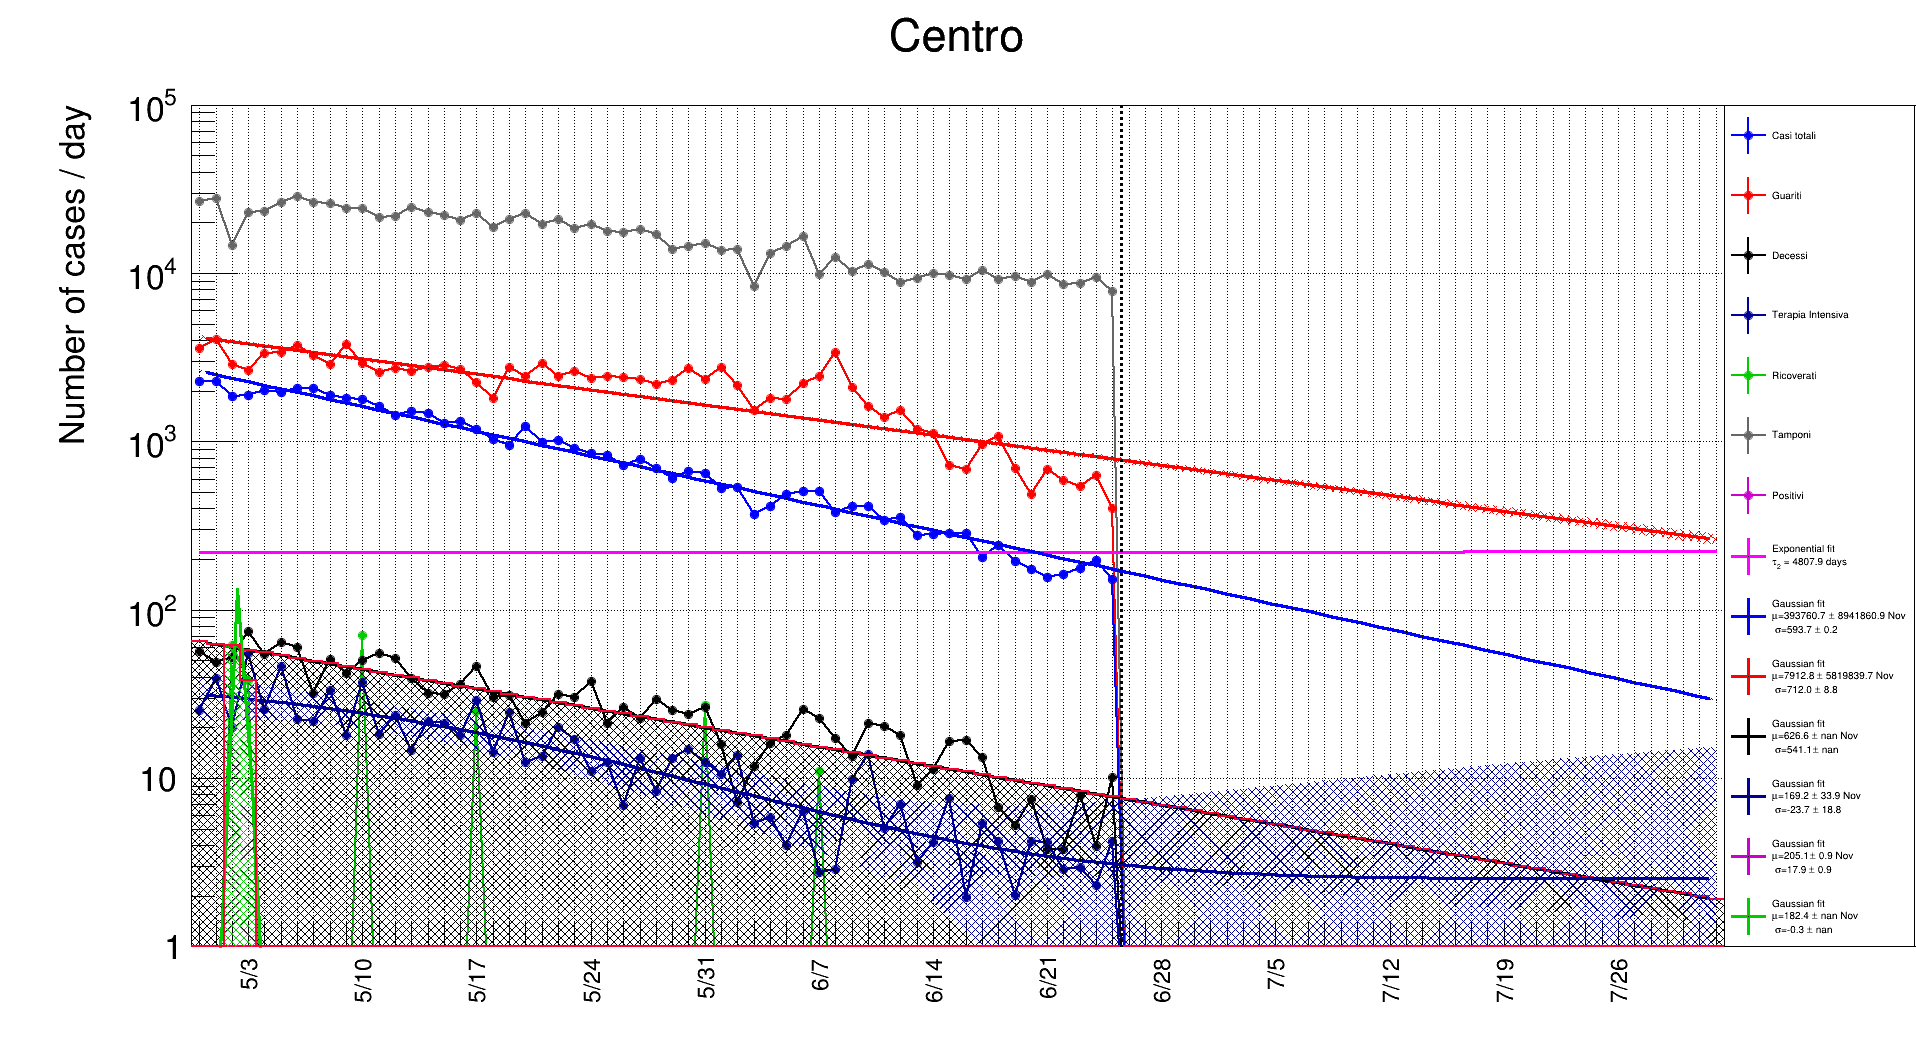 Centro
Number of cases / day
10^5
10^4
10^3
10^2
10
1
5/3
5/10
5/17
5/24
5/31
6/7
6/14
6/21
6/28
7/5
7/12
7/19
7/26
Casi totali
Guariti
Decessi
Terapia Intensiva
Ricoverati
Tamponi
Positivi
Exponential fit
τ₂ = 4807.9 days
Gaussian fit
μ=393760.7 ± 8941860.9 Nov
σ=593.7 ± 0.2
Gaussian fit
μ=7912.8 ± 5819839.7 Nov
σ=712.0 ± 8.8
Gaussian fit
μ=626.6 ± nan Nov
σ=541.1± nan
Gaussian fit
μ=169.2 ± 33.9 Nov
σ=-23.7 ± 18.8
Gaussian fit
μ=205.1± 0.9 Nov
σ=17.9 ± 0.9
Gaussian fit
μ=182.4 ± nan Nov
σ=-0.3 ± nan